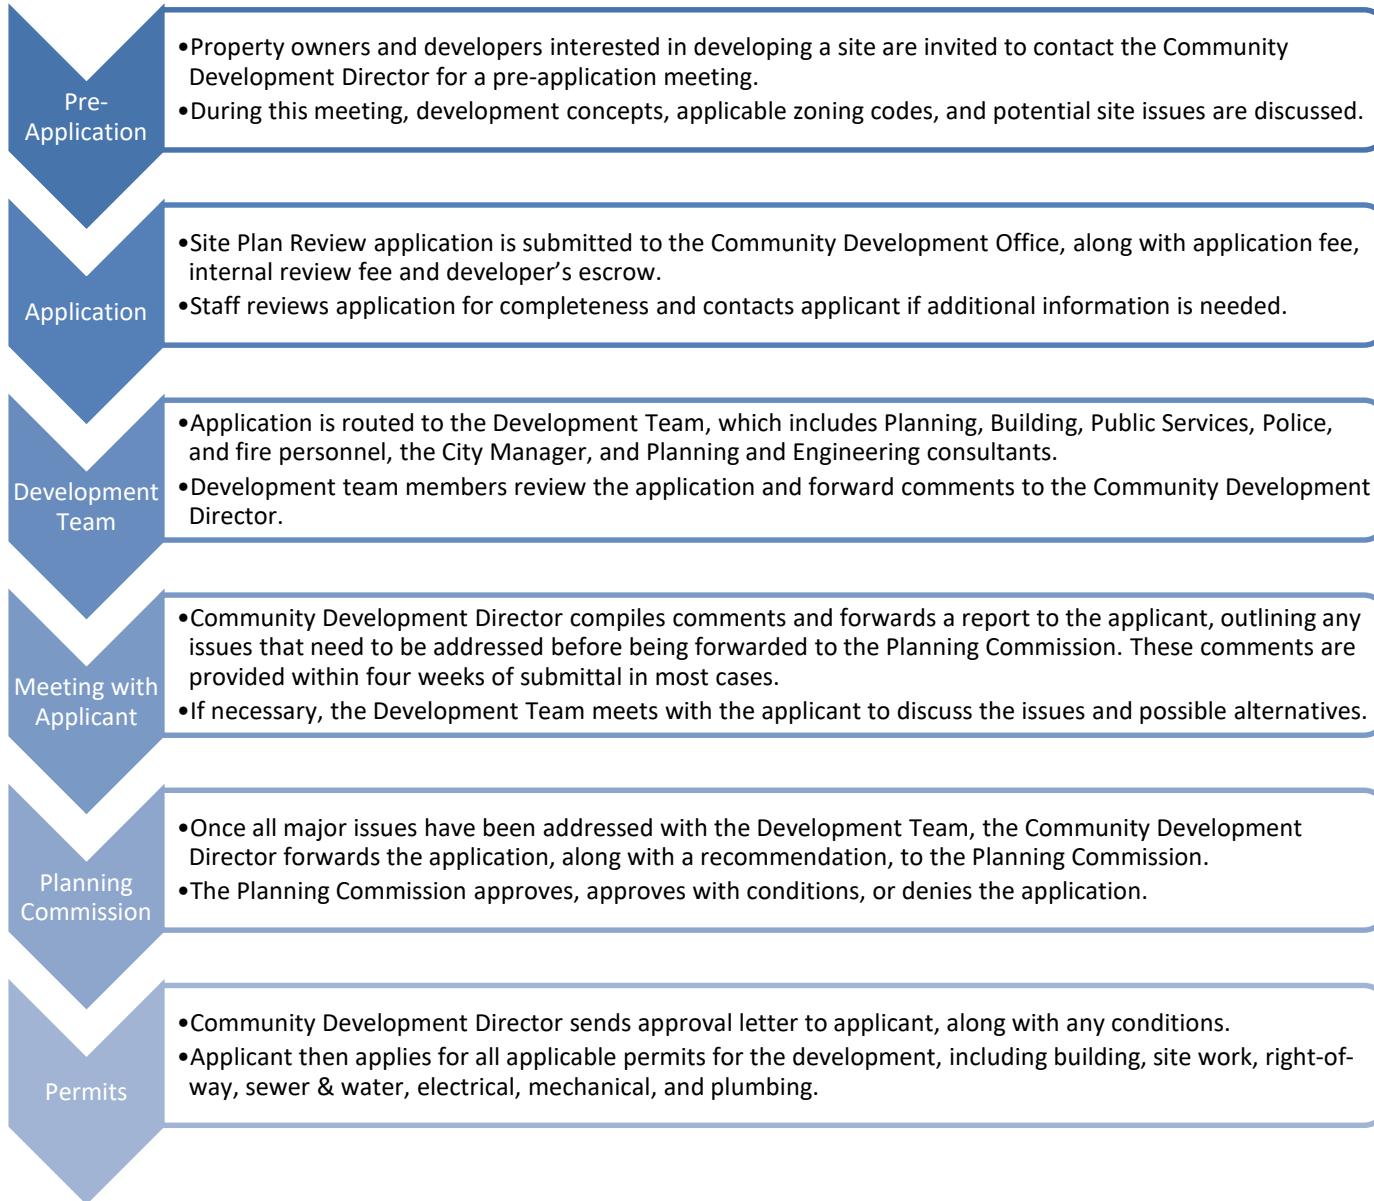 Pre-
Application
•Property owners and developers interested in developing a site are invited to contact the Community
Development Director for a pre-application meeting.
•During this meeting, development concepts, applicable zoning codes, and potential site issues are discussed.
Application
•Site Plan Review application is submitted to the Community Development Office, along with application fee,
internal review fee and developer’s escrow.
•Staff reviews application for completeness and contacts applicant if additional information is needed.
Development
Team
•Application is routed to the Development Team, which includes Planning, Building, Public Services, Police,
and fire personnel, the City Manager, and Planning and Engineering consultants.
•Development team members review the application and forward comments to the Community Development
Director.
Meeting with
Applicant
•Community Development Director compiles comments and forwards a report to the applicant, outlining any
issues that need to be addressed before being forwarded to the Planning Commission. These comments are
provided within four weeks of submittal in most cases.
•If necessary, the Development Team meets with the applicant to discuss the issues and possible alternatives.
Planning
Commission
•Once all major issues have been addressed with the Development Team, the Community Development
Director forwards the application, along with a recommendation, to the Planning Commission.
•The Planning Commission approves, approves with conditions, or denies the application.
Permits
•Community Development Director sends approval letter to applicant, along with any conditions.
•Applicant then applies for all applicable permits for the development, including building, site work, right-of-
way, sewer & water, electrical, mechanical, and plumbing.